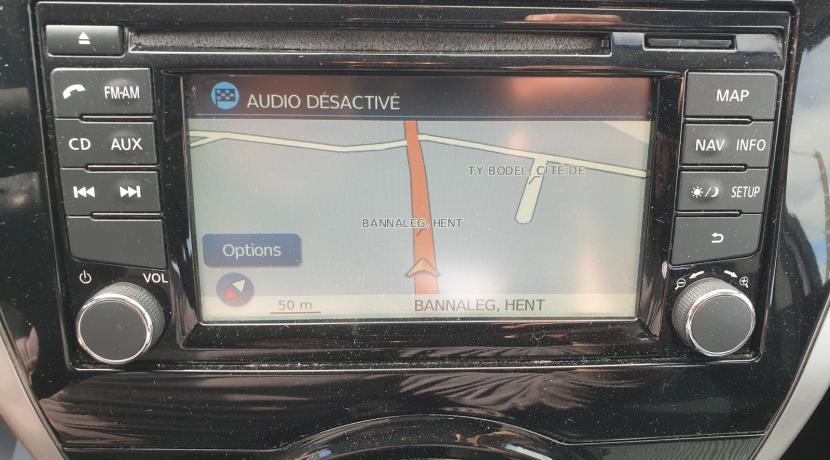 FM-AM
CD AUX
VOL
AUDIO DÉSACTIVÉ
TY BODEL, CITE DE
BANNALEG, HENT
Options
50 m
BANNALEG, HENT
MAP
NAV INFO
SETUP